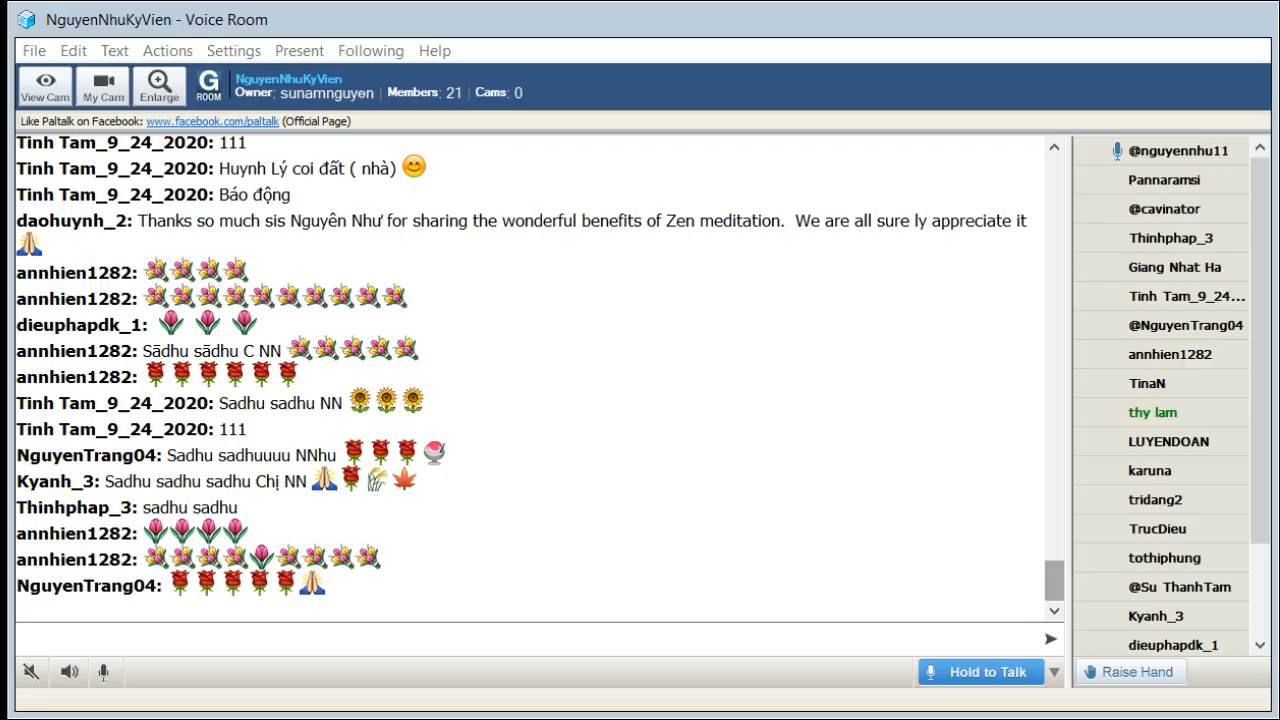 NguyenNhuKyVien - Voice Room
File Edit Text Actions Settings Present Following Help
View Cam My Cam Enlarge G ROOM NguyenNhuKyVien
Owner: sunamnguyen | Members: 21 | Cams: 0
Like Paltalk on Facebook: www.facebook.com/paltalk (Official Page)
Tinh Tam_9_24_2020: 111
Tinh Tam_9_24_2020: Huynh Lý coi đất ( nhà) 😊
Tinh Tam_9_24_2020: Báo động
daohuynh_2: Thanks so much sis Nguyên Như for sharing the wonderful benefits of Zen meditation. We are all sure ly appreciate it
🙏
annhien1282:
annhien1282:
dieuphapdk_1: 🌷 🌷 🌷
annhien1282: Sādhu sādhu C NN
annhien1282: 🌹🌹🌹🌹🌹🌹
Tinh Tam_9_24_2020: Sadhu sadhu NN 🌻🌻🌻
Tinh Tam_9_24_2020: 111
NguyenTrang04: Sadhu sadhuuuu NNhu 🌹🌹🌹🍧
Kyanh_3: Sadhu sadhu sadhu Chị NN 🙏🌹🌾🍁
Thinhphap_3: sadhu sadhu
annhien1282: 🌷🌷🌷🌷
annhien1282:
NguyenTrang04: 🌹🌹🌹🌹🌹🙏
Hold to Talk
@nguyennhu11
Pannaramsi
@cavinator
Thinhphap_3
Giang Nhat Ha
Tinh Tam_9_24...
@NguyenTrang04
annhien1282
TinaN
thy lam
LUYENDOAN
karuna
tridang2
TrucDieu
tothiphung
@Su ThanhTam
Kyanh_3
dieuphapdk_1
Raise Hand